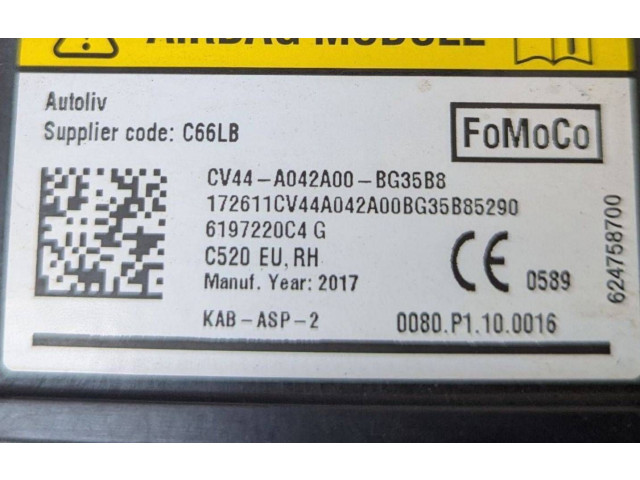 AIRBAG MODULE
Autoliv
Supplier code: C66LB
FoMoCo
CV44-A042A00-BG35B8
172611CV44A042A00BG35B85290
6197220C4 G
C520 EU, RH
Manuf. Year: 2017
CE 0589
KAB-ASP-2
0080.P1.10.0016
624758700